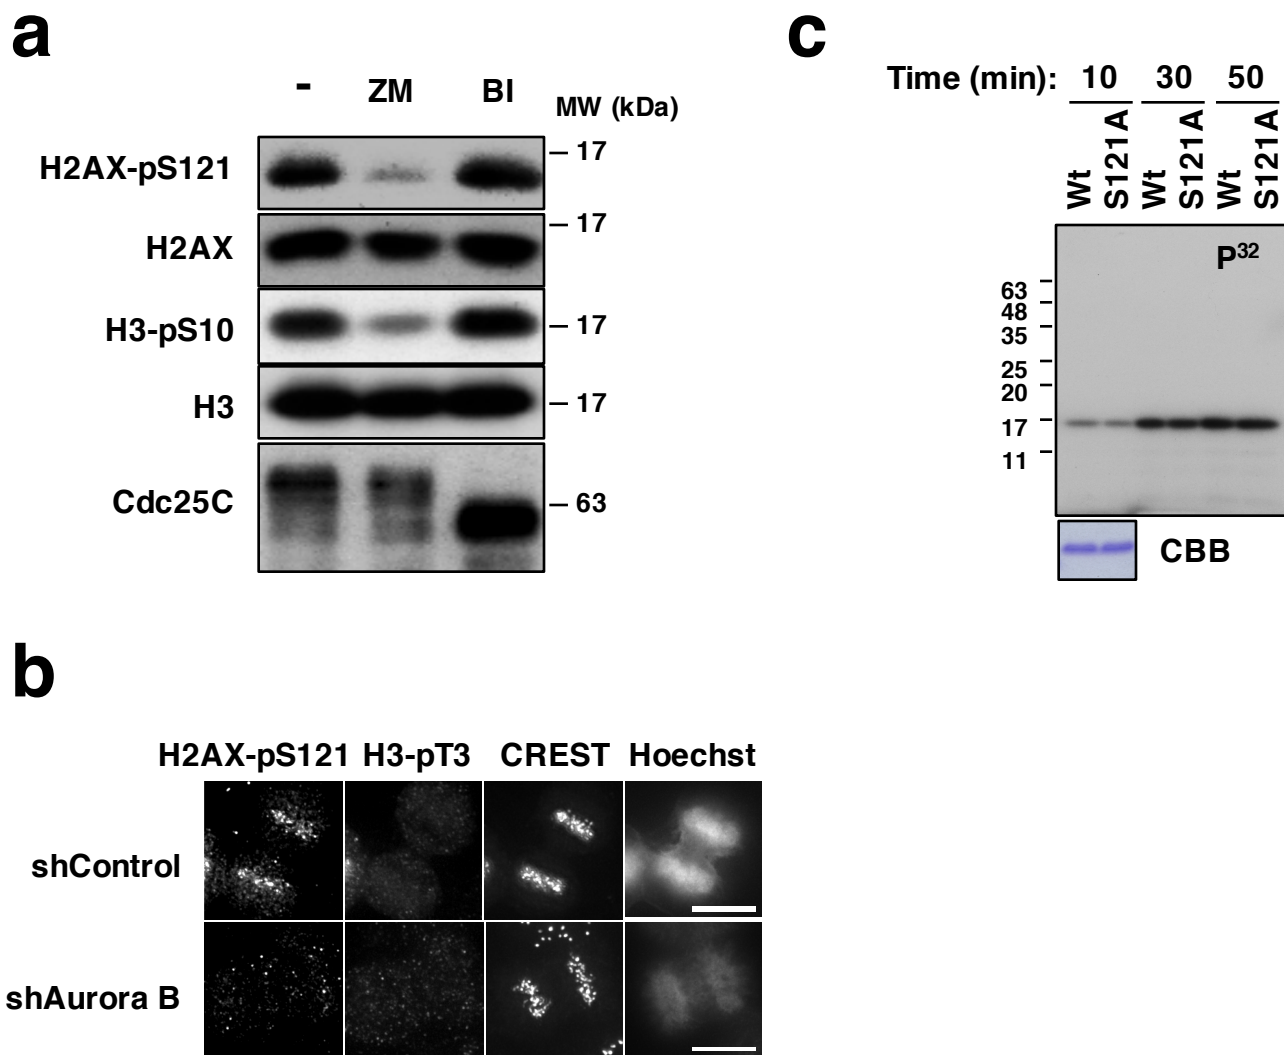 a
- ZM BI
MW (kDa)
H2AX-pS121
17
H2AX
17
H3-pS10
17
H3
17
Cdc25C
63
c
Time (min): 10 30 50
Wt S121A Wt S121A Wt S121A
P32
63
48
35
25
20
17
11
CBB
b
H2AX-pS121 H3-pT3 CREST Hoechst
shControl
shAurora B